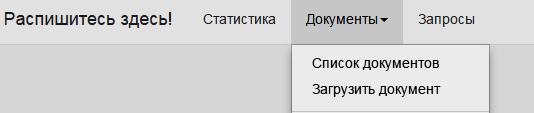 Распишитесь здесь! Статистика Документы Запросы
Список документов
Загрузить документ